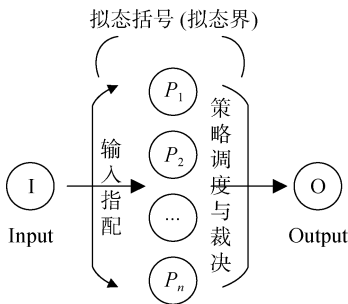 拟态括号 (拟态界)
P1
输入指配
P2
策略调度与裁决
I
O
...
Input
Output
Pn